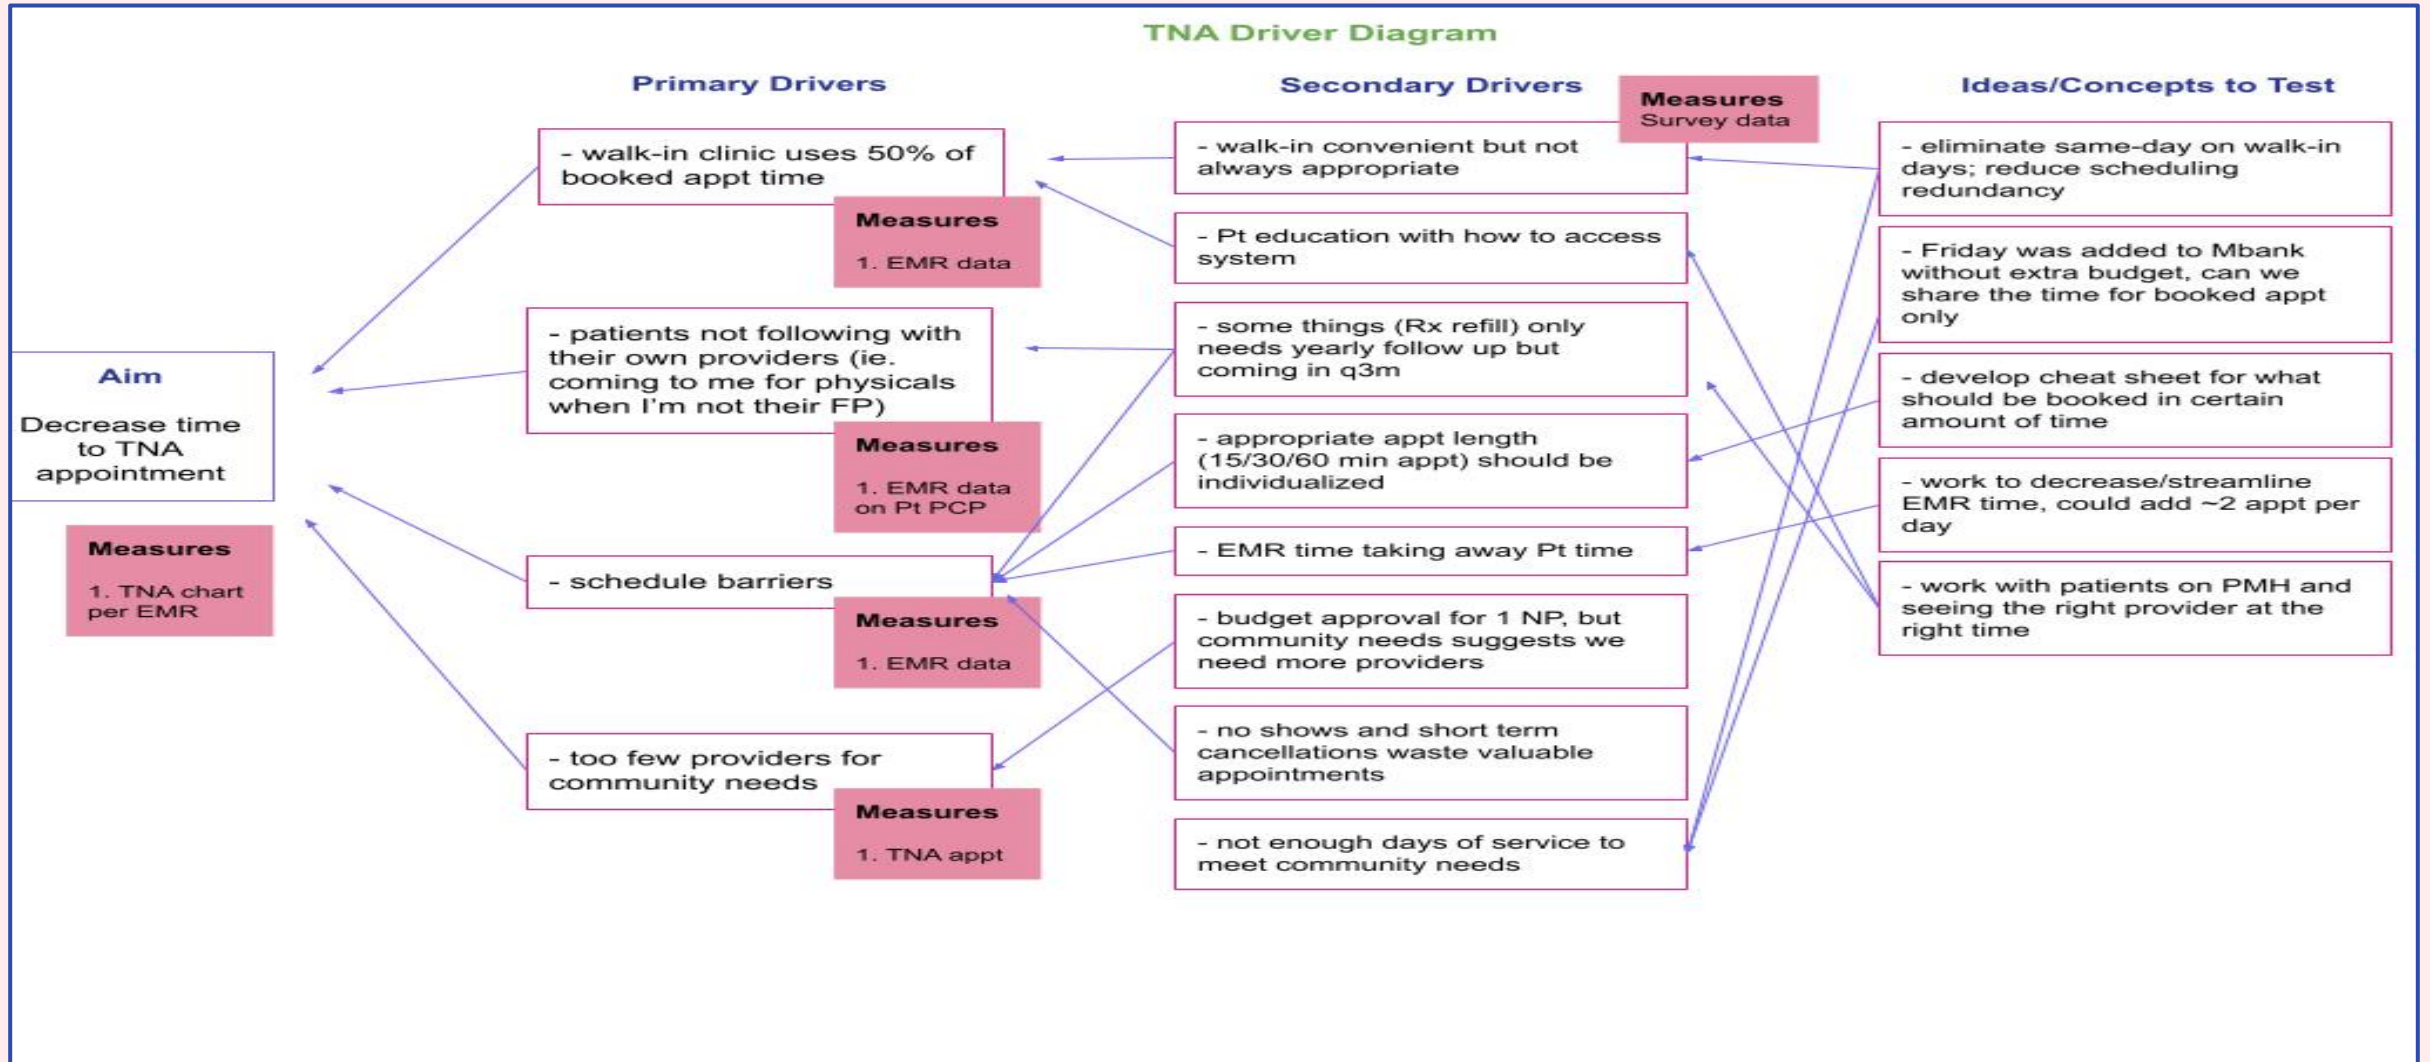 TNA Driver Diagram
Primary Drivers
Secondary Drivers
Ideas/Concepts to Test
Aim
Decrease time
to TNA
appointment
Measures
1. TNA chart
per EMR
- walk-in clinic uses 50% of
booked appt time
Measures
1. EMR data
- patients not following with
their own providers (ie.
coming to me for physicals
when I'm not their FP)
Measures
1. EMR data
on Pt PCP
- schedule barriers
Measures
1. EMR data
- too few providers for
community needs
Measures
1. TNA appt
Measures
Survey data
- walk-in convenient but not
always appropriate
- Pt education with how to access
system
- some things (Rx refill) only
needs yearly follow up but
coming in q3m
- appropriate appt length
(15/30/60 min appt) should be
individualized
- EMR time taking away Pt time
- budget approval for 1 NP, but
community needs suggests we
need more providers
- no shows and short term
cancellations waste valuable
appointments
- not enough days of service to
meet community needs
- eliminate same-day on walk-in
days; reduce scheduling
redundancy
- Friday was added to Mbank
without extra budget, can we
share the time for booked appt
only
- develop cheat sheet for what
should be booked in certain
amount of time
- work to decrease/streamline
EMR time, could add ~2 appt per
day
- work with patients on PMH and
seeing the right provider at the
right time